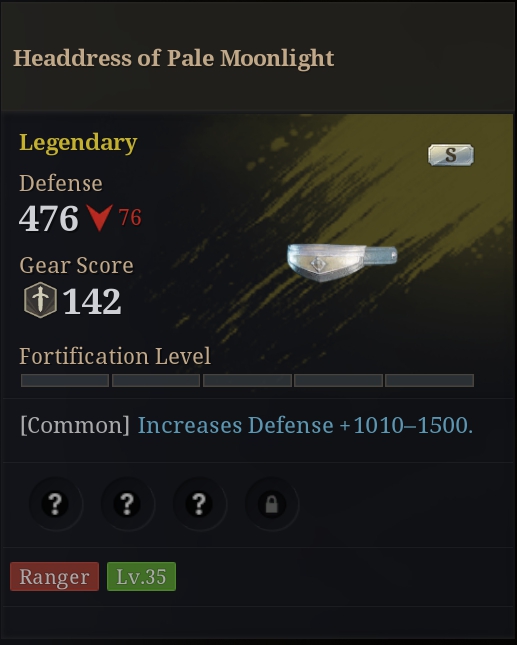 Headdress of Pale Moonlight
Legendary
S
Defense
476 76
Gear Score
142
Fortification Level
[Common] Increases Defense +1010–1500.
? ? ?
Ranger Lv.35